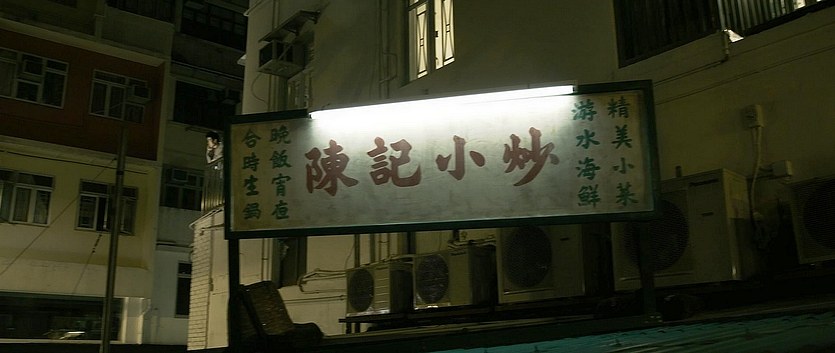 陳記小炒
精美小菜
游水海鮮
晚飯宵夜
合時生鍋